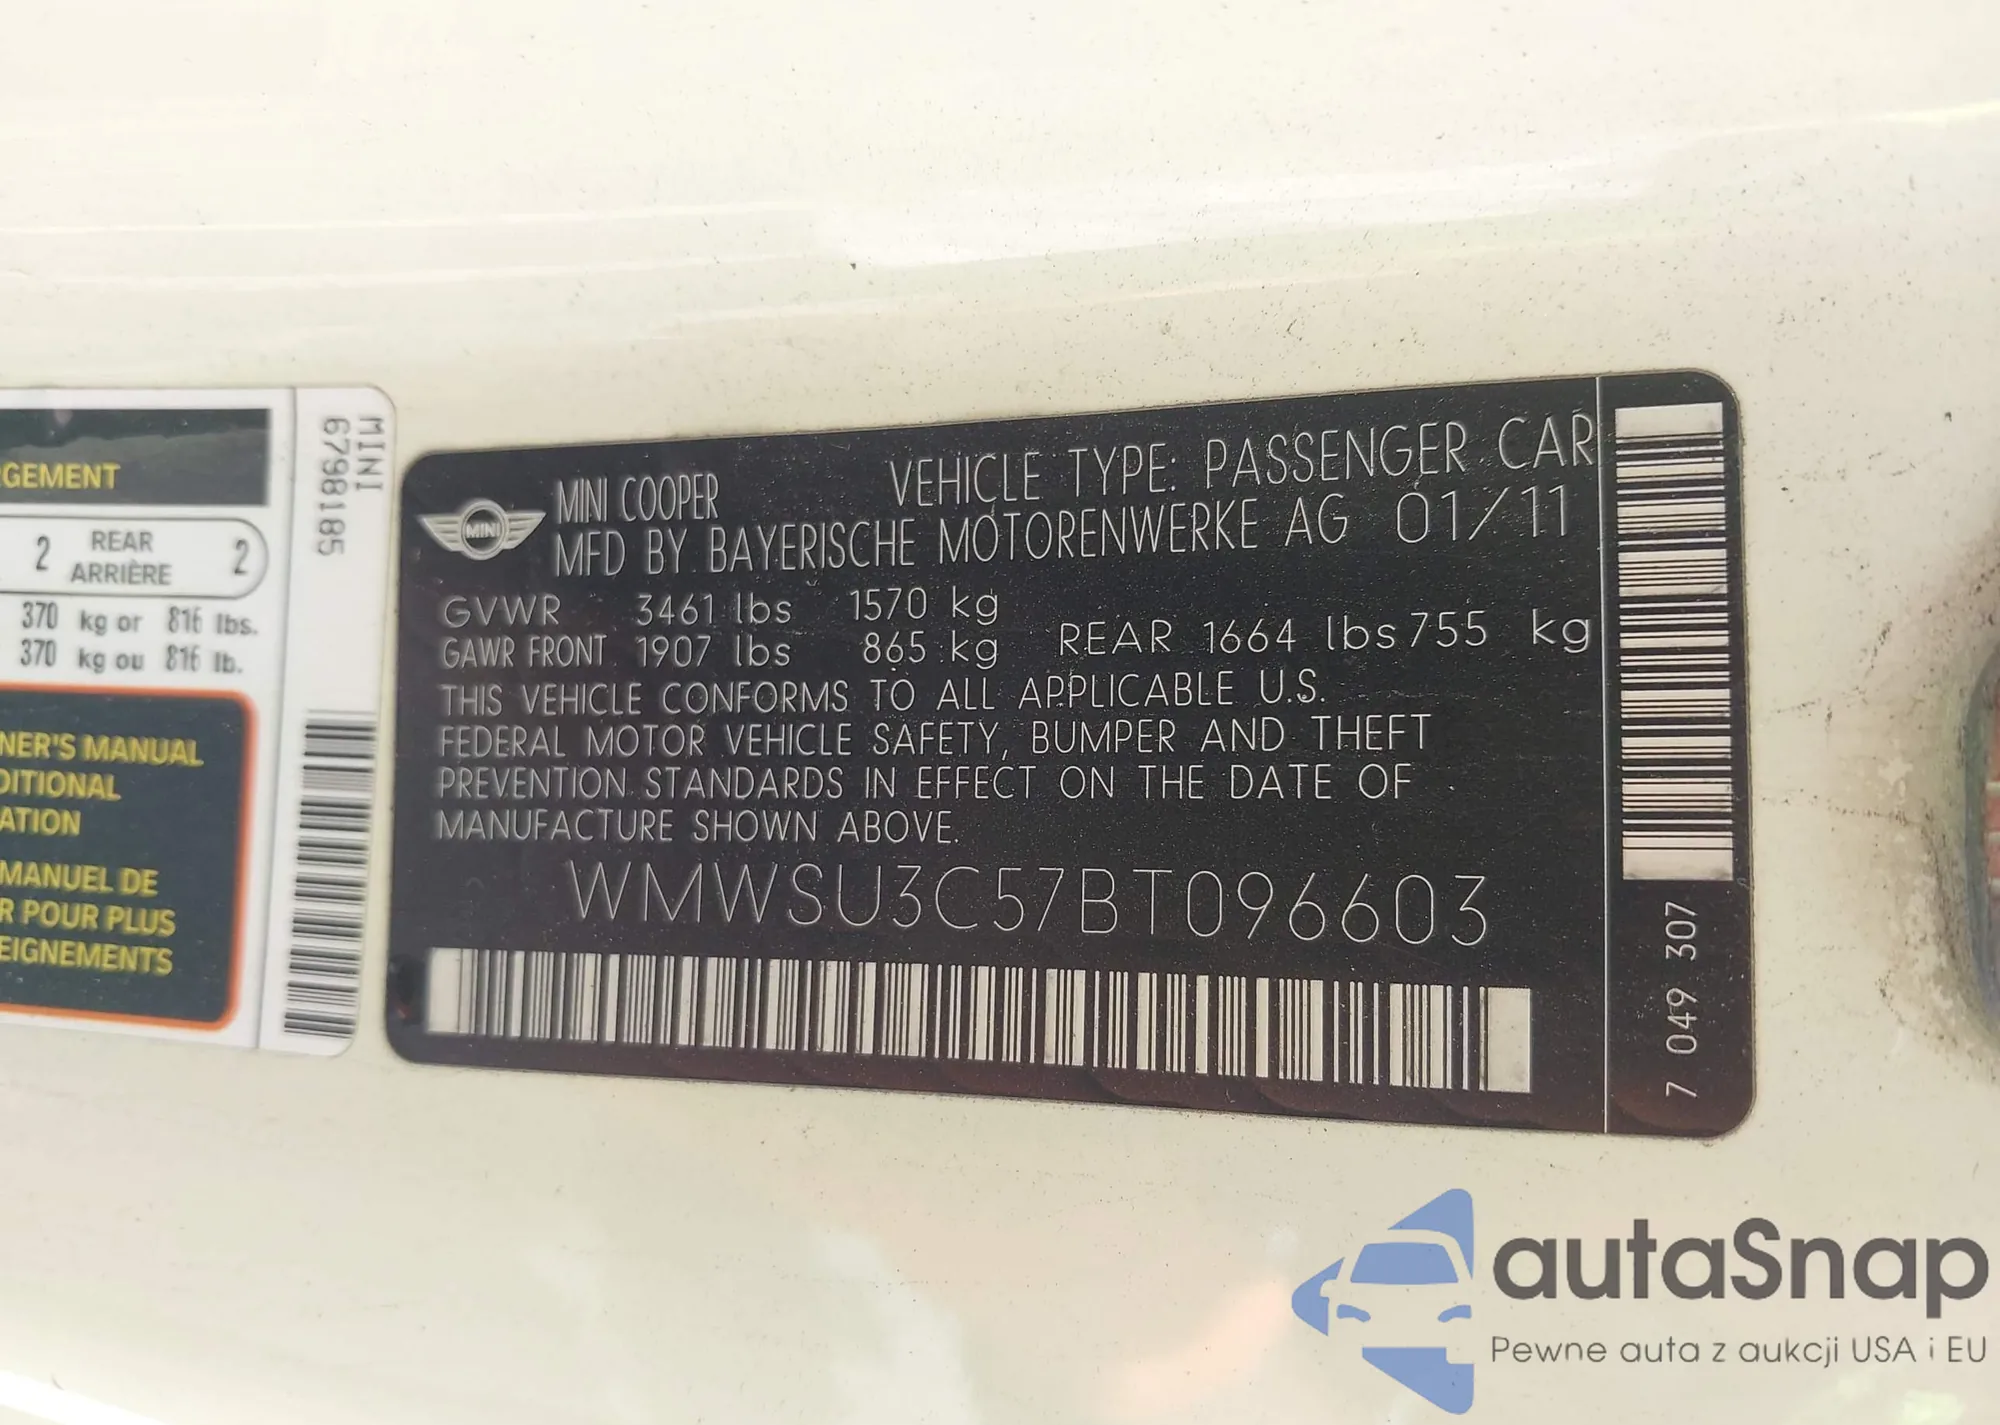 RGEMENT
2 REAR 2
ARRIÈRE
370 kg or 816 lbs.
370 kg ou 816 lb.
NER'S MANUAL
DITIONAL
ATION
MANUEL DE
R POUR PLUS
EIGNEMENTS
MINI
6798185
MINI
MINI COOPER VEHICLE TYPE: PASSENGER CAR
MFD BY BAYERISCHE MOTORENWERKE AG 01/11
GVWR 3461 lbs 1570 kg
GAWR FRONT 1907 lbs 865 kg REAR 1664 lbs 755 kg
THIS VEHICLE CONFORMS TO ALL APPLICABLE U.S.
FEDERAL MOTOR VEHICLE SAFETY, BUMPER AND THEFT
PREVENTION STANDARDS IN EFFECT ON THE DATE OF
MANUFACTURE SHOWN ABOVE.
WMWSU3C57BT096603
7 049 307
autaSnap
Pewne auta z aukcji USA i EU